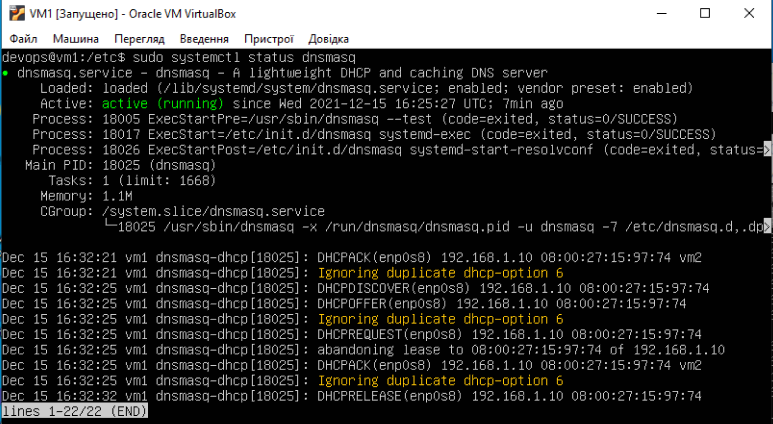 VM1 [Запущено] - Oracle VM VirtualBox
Файл Машина Перегляд Введення Пристрої Довідка
devops@vm1:/etc$ sudo systemctl status dnsmasq
● dnsmasq.service - dnsmasq - A lightweight DHCP and caching DNS server
Loaded: loaded (/lib/systemd/system/dnsmasq.service; enabled; vendor preset: enabled)
Active: active (running) since Wed 2021-12-15 16:25:27 UTC; 7min ago
Process: 18005 ExecStartPre=/usr/sbin/dnsmasq --test (code=exited, status=0/SUCCESS)
Process: 18017 ExecStart=/etc/init.d/dnsmasq systemd-exec (code=exited, status=0/SUCCESS)
Process: 18026 ExecStartPost=/etc/init.d/dnsmasq systemd-start-resolvconf (code=exited, status=>
Main PID: 18025 (dnsmasq)
Tasks: 1 (limit: 1668)
Memory: 1.1M
CGroup: /system.slice/dnsmasq.service
└─18025 /usr/sbin/dnsmasq -x /run/dnsmasq/dnsmasq.pid -u dnsmasq -7 /etc/dnsmasq.d,.dp>
Dec 15 16:32:21 vm1 dnsmasq-dhcp[18025]: DHCPACK(enp0s8) 192.168.1.10 08:00:27:15:97:74 vm2
Dec 15 16:32:21 vm1 dnsmasq-dhcp[18025]: Ignoring duplicate dhcp-option 6
Dec 15 16:32:25 vm1 dnsmasq-dhcp[18025]: DHCPDISCOVER(enp0s8) 192.168.1.10 08:00:27:15:97:74
Dec 15 16:32:25 vm1 dnsmasq-dhcp[18025]: DHCPOFFER(enp0s8) 192.168.1.10 08:00:27:15:97:74
Dec 15 16:32:25 vm1 dnsmasq-dhcp[18025]: Ignoring duplicate dhcp-option 6
Dec 15 16:32:25 vm1 dnsmasq-dhcp[18025]: DHCPREQUEST(enp0s8) 192.168.1.10 08:00:27:15:97:74
Dec 15 16:32:25 vm1 dnsmasq-dhcp[18025]: abandoning lease to 08:00:27:15:97:74 of 192.168.1.10
Dec 15 16:32:25 vm1 dnsmasq-dhcp[18025]: DHCPACK(enp0s8) 192.168.1.10 08:00:27:15:97:74 vm2
Dec 15 16:32:25 vm1 dnsmasq-dhcp[18025]: Ignoring duplicate dhcp-option 6
Dec 15 16:32:32 vm1 dnsmasq-dhcp[18025]: DHCPRELEASE(enp0s8) 192.168.1.10 08:00:27:15:97:74
lines 1-22/22 (END)